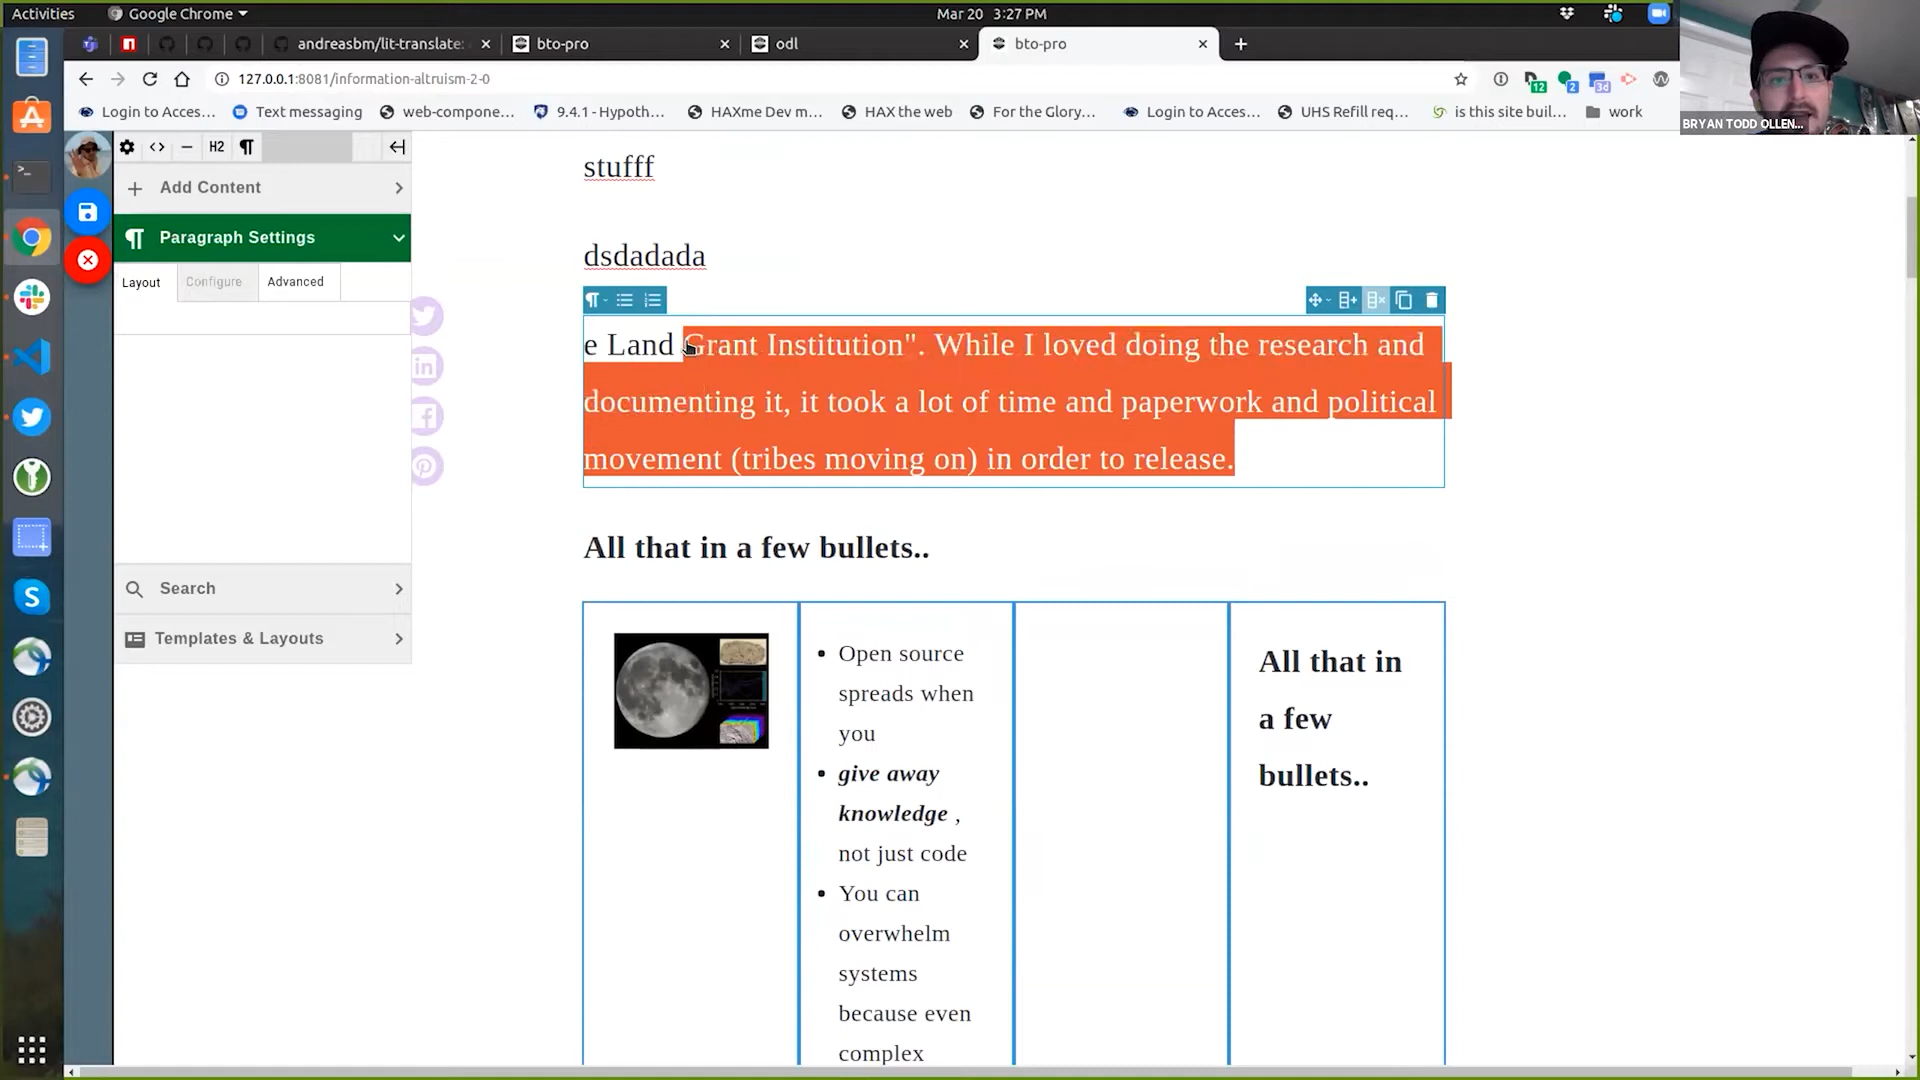 Activities
Google Chrome
Mar 20 3:27 PM
andreasbm/lit-translate:
bto-pro
odl
bto-pro
127.0.0.1:8081/information-altruism-2-0
12
2
3d
Login to Acces...
Text messaging
web-compone...
9.4.1 - Hypoth...
HAXme Dev m...
HAX the web
For the Glory...
Login to Acces...
UHS Refill req...
is this site buil...
work
BRYAN TODD OLLEN...
H2
Add Content
Paragraph Settings
Layout
Configure
Advanced
Search
Templates & Layouts
stufff
dsdadada
e Land Grant Institution". While I loved doing the research and
documenting it, it took a lot of time and paperwork and political
movement (tribes moving on) in order to release.
All that in a few bullets..
Open source
spreads when
you
give away
knowledge ,
not just code
You can
overwhelm
systems
because even
complex
All that in
a few
bullets..